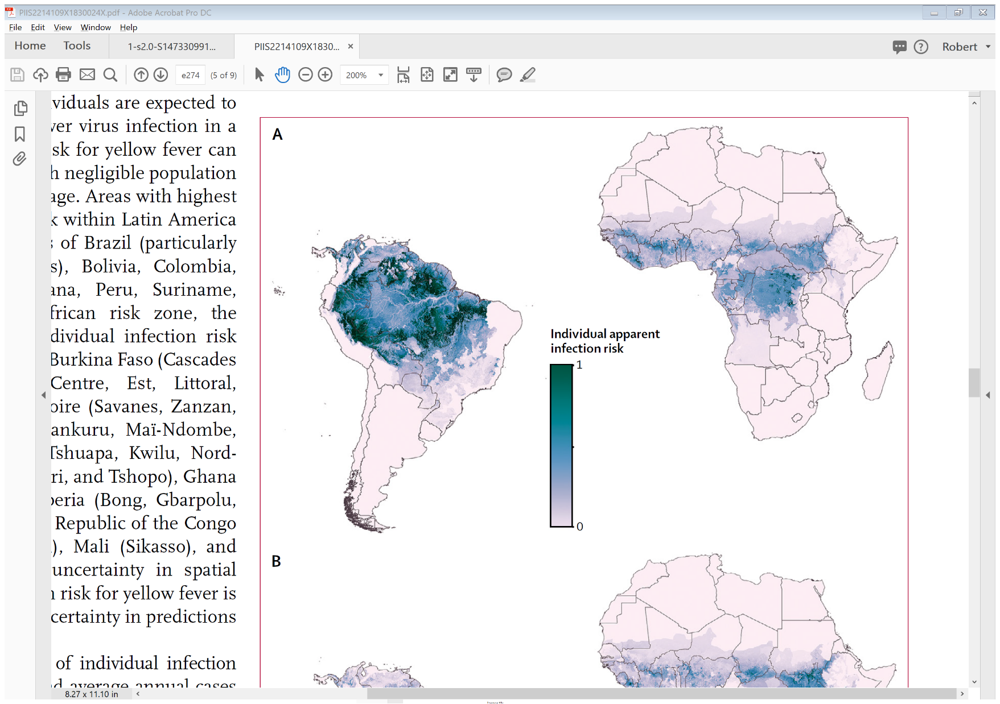 PIIS2214109X1830024X.pdf - Adobe Acrobat Pro DC
File Edit View Window Help
Home Tools 1-s2.0-S147330991... PIIS2214109X1830... × Robert
e274 (5 of 9) 200%
viduals are expected to
ver virus infection in a
sk for yellow fever can
h negligible population
age. Areas with highest
k within Latin America
s of Brazil (particularly
s), Bolivia, Colombia,
ana, Peru, Suriname,
frican risk zone, the
dividual infection risk
Burkina Faso (Cascades
Centre, Est, Littoral,
oire (Savanes, Zanzan,
ankuru, Maï-Ndombe,
Tshuapa, Kwilu, Nord-
ri, and Tshopo), Ghana
beria (Bong, Gbarpolu,
Republic of the Congo
), Mali (Sikasso), and
uncertainty in spatial
n risk for yellow fever is
certainty in predictions
of individual infection
d average annual cases
A
Individual apparent
infection risk
1
0
B
8.27 x 11.10 in